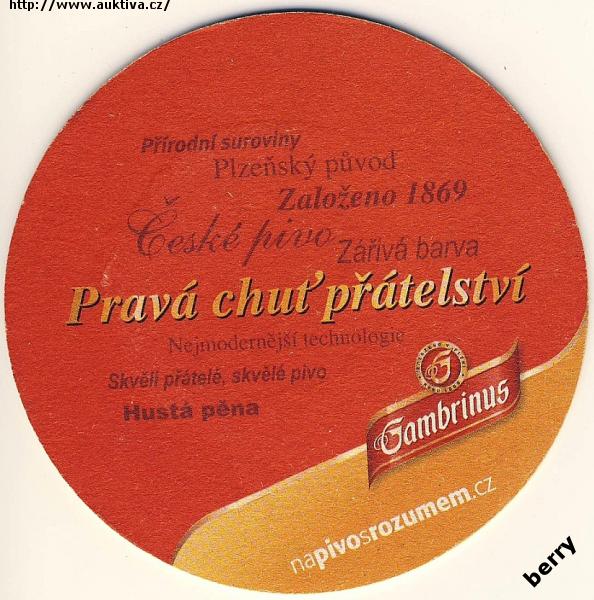 http://www.auktiva.cz/
Přírodní suroviny
Plzeňský původ
Založeno 1869
České pivo
Zářivá barva
Pravá chuť přátelství
Nejmodernější technologie
Skvělí přátelé, skvělé pivo
Hustá pěna
Gambrinus
napivosrozumem.cz
berry